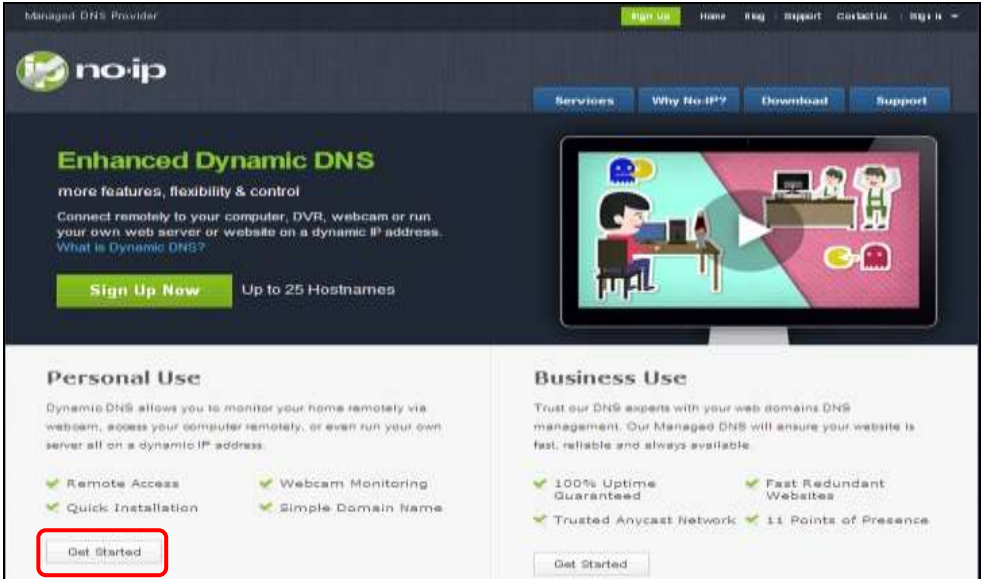 Managed DNS Provider
Sign Up Home Blog Support Contact Us Sign In
ip no·ip
Services Why No-IP? Download Support
Enhanced Dynamic DNS
more features, flexibility & control
Connect remotely to your computer, DVR, webcam or run
your own web server or website on a dynamic IP address.
What is Dynamic DNS?
Sign Up Now Up to 25 Hostnames
Personal Use
Dynamic DNS allows you to monitor your home remotely via
webcam, access your computer remotely, or even run your own
server all on a dynamic IP address.
Remote Access Webcam Monitoring
Quick Installation Simple Domain Name
Get Started
Business Use
Trust our DNS experts with your web domains DNS
management. Our Managed DNS will ensure your website is
fast, reliable and always available.
100% Uptime
Guaranteed
Fast Redundant
Websites
Trusted Anycast Network 11 Points of Presence
Get Started